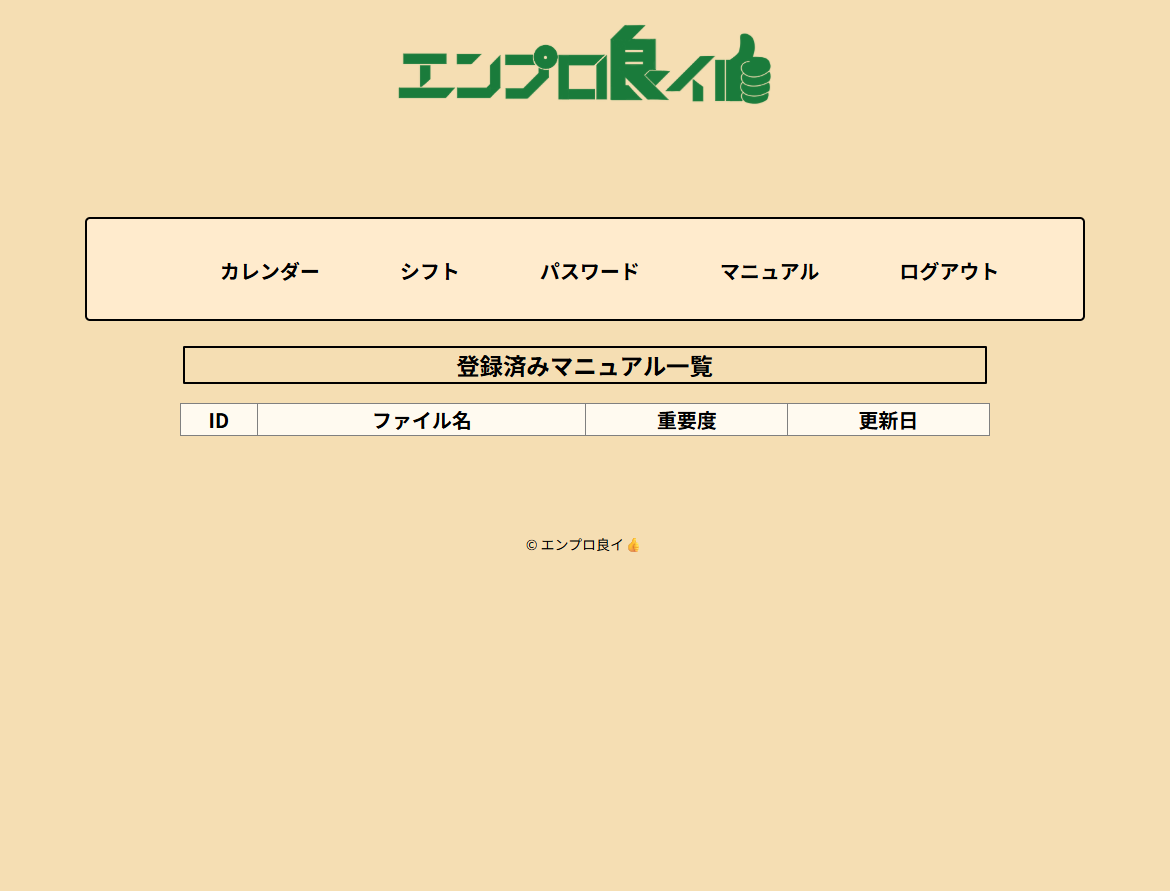 エンプロ良イ
カレンダー シフト パスワード マニュアル ログアウト
登録済みマニュアル一覧
ID ファイル名 重要度 更新日
© エンプロ良イ👍